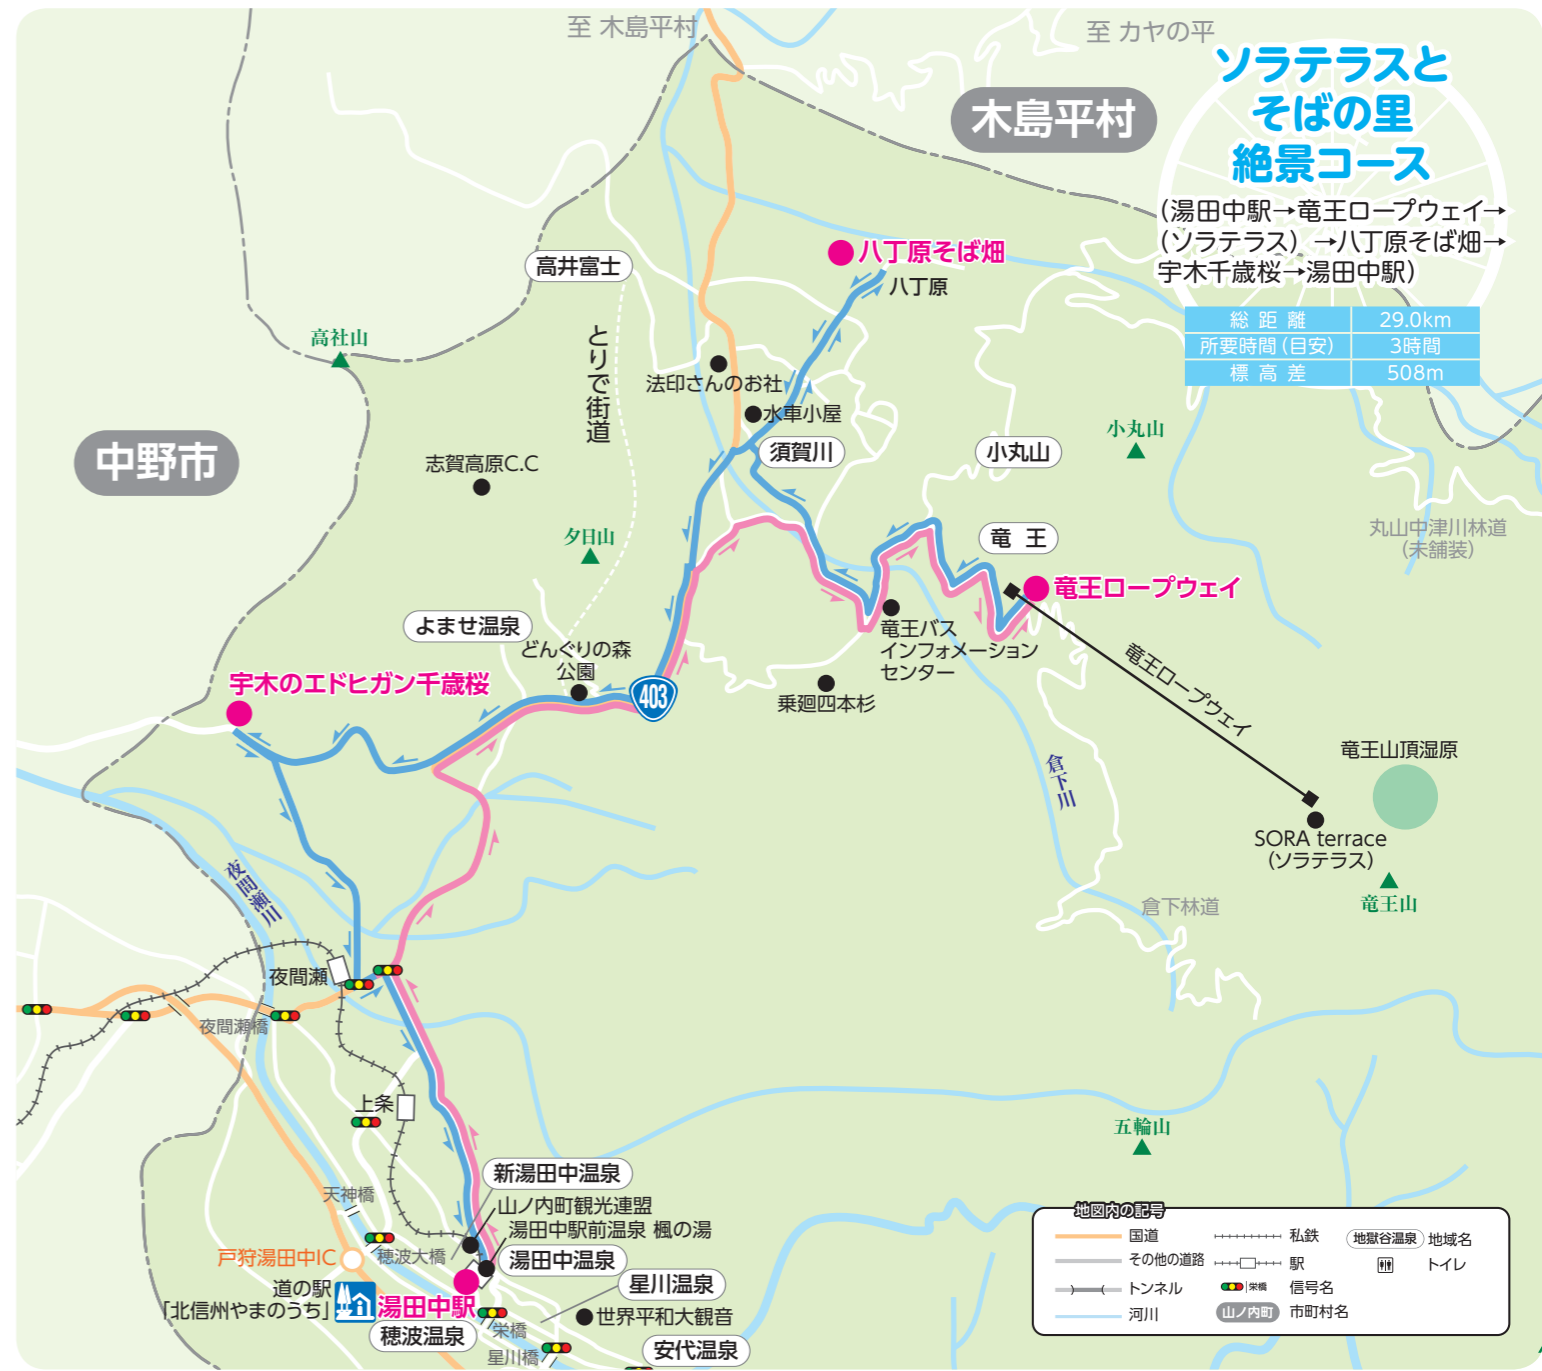 至 木島平村
至 カヤの平
ソラテラスと
そばの里
絶景コース
(湯田中駅→竜王ロープウェイ→
(ソラテラス) →八丁原そば畑→
宇木千歳桜→湯田中駅)
総距離 29.0km
所要時間(目安) 3時間
標高差 508m
木島平村
八丁原そば畑
八丁原
高井富士
とりで街道
高社山
法印さんのお社
水車小屋
中野市
志賀高原C.C
須賀川
小丸山
小丸山
夕日山
竜 王
丸山中津川林道
(未舗装)
竜王ロープウェイ
よませ温泉
どんぐりの森
公園
竜王バス
インフォメーション
センター
403
乗廻四本杉
宇木のエドヒガン千歳桜
竜王ロープウェイ
倉下川
竜王山頂湿原
SORA terrace
(ソラテラス)
竜王山
倉下林道
夜間瀬川
夜間瀬
夜間瀬橋
上条
五輪山
新湯田中温泉
山ノ内町観光連盟
湯田中駅前温泉 楓の湯
天神橋
穂波大橋
湯田中温泉
戸狩湯田中IC
道の駅
「北信州やまのうち」
湯田中駅
星川温泉
世界平和大観音
穂波温泉
栄橋
星川橋
安代温泉
地図内の記号
国道
その他の道路
トンネル
河川
私鉄
駅
栄橋 信号名
山ノ内町 市町村名
地獄谷温泉 地域名
トイレ